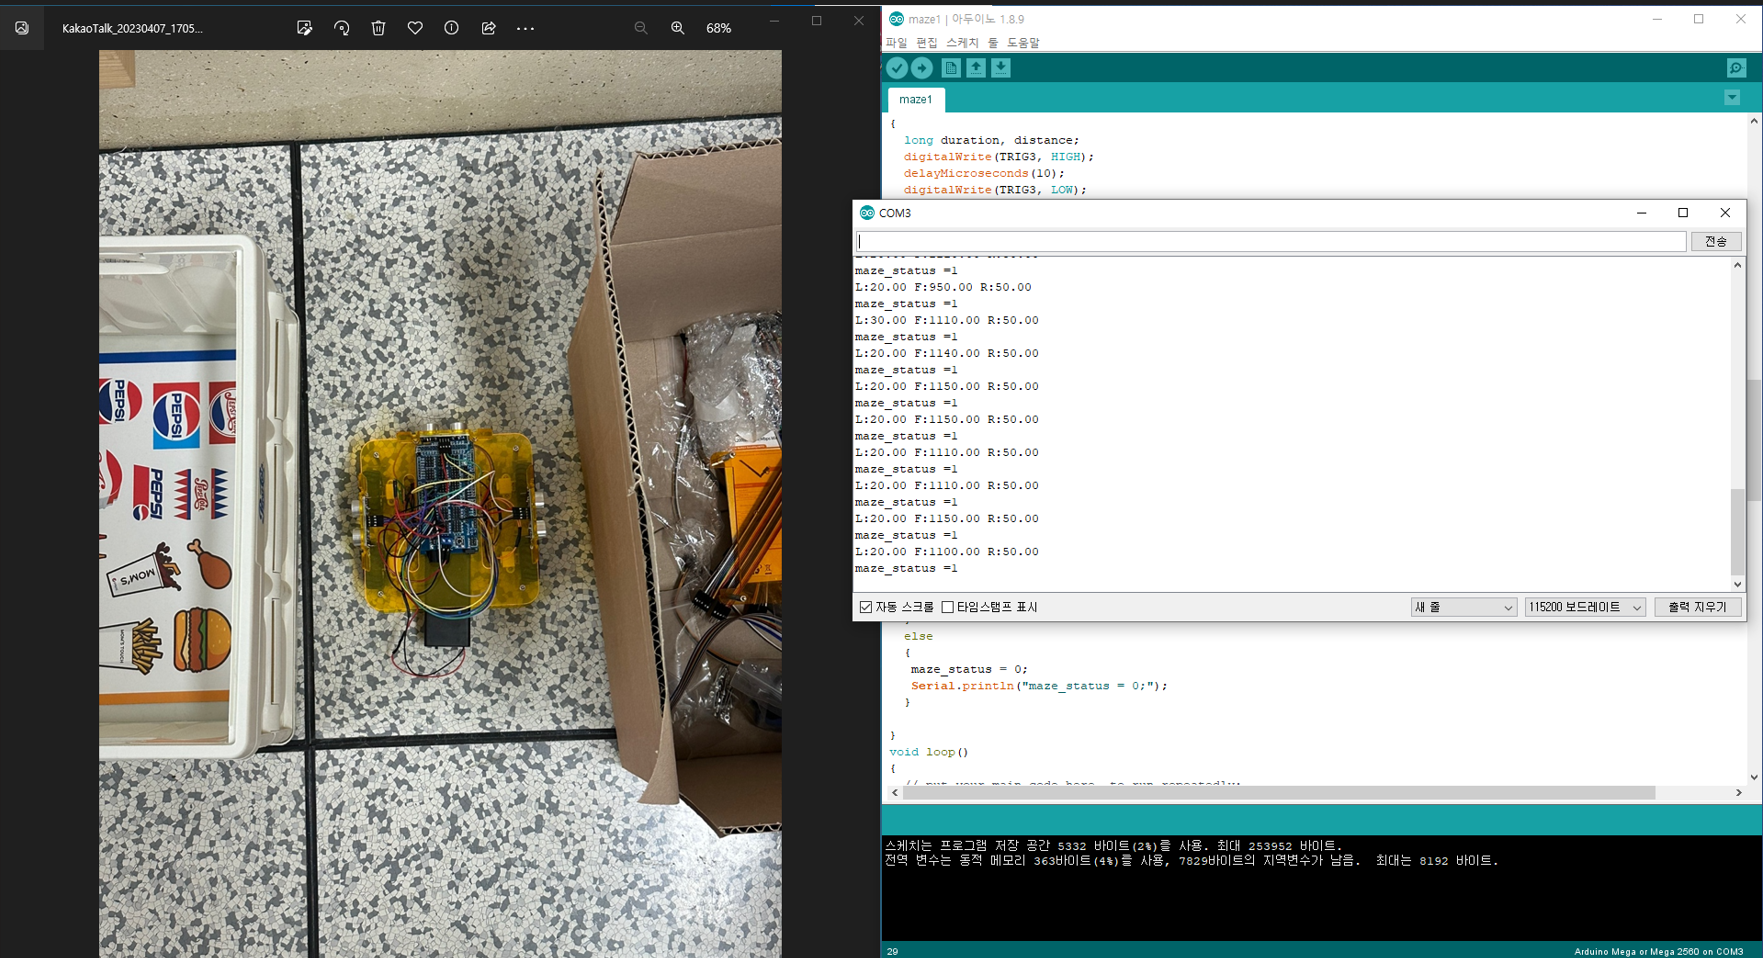 KakaoTalk_20230407_1705...
68%
PEPSI
PEPSI
PEPSI
MOM'S
MOM'S TOUCH
maze1 | 아두이노 1.8.9
파일 편집 스케치 툴 도움말
maze1
{
long duration, distance;
digitalWrite(TRIG3, HIGH);
delayMicroseconds(10);
digitalWrite(TRIG3, LOW);
COM3
전송
maze_status =1
L:20.00 F:950.00 R:50.00
maze_status =1
L:30.00 F:1110.00 R:50.00
maze_status =1
L:20.00 F:1140.00 R:50.00
maze_status =1
L:20.00 F:1150.00 R:50.00
maze_status =1
L:20.00 F:1150.00 R:50.00
maze_status =1
L:20.00 F:1110.00 R:50.00
maze_status =1
L:20.00 F:1110.00 R:50.00
maze_status =1
L:20.00 F:1150.00 R:50.00
maze_status =1
L:20.00 F:1100.00 R:50.00
maze_status =1
자동 스크롤 타임스탬프 표시
새 줄
115200 보드레이트
출력 지우기
else
{
maze_status = 0;
Serial.println("maze_status = 0;");
}
}
void loop()
{
// put your main code here, to run repeatedly:
스케치는 프로그램 저장 공간 5332 바이트(2%)를 사용. 최대 253952 바이트.
전역 변수는 동적 메모리 363바이트(4%)를 사용, 7829바이트의 지역변수가 남음. 최대는 8192 바이트.
29
Arduino Mega or Mega 2560 on COM3